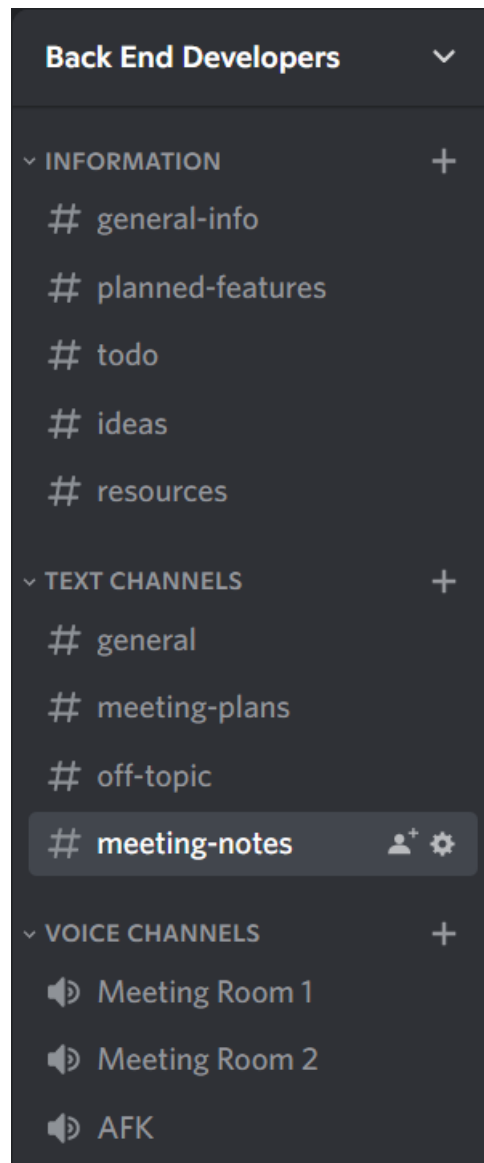 Back End Developers
INFORMATION
# general-info
# planned-features
# todo
# ideas
# resources
TEXT CHANNELS
# general
# meeting-plans
# off-topic
# meeting-notes
VOICE CHANNELS
Meeting Room 1
Meeting Room 2
AFK